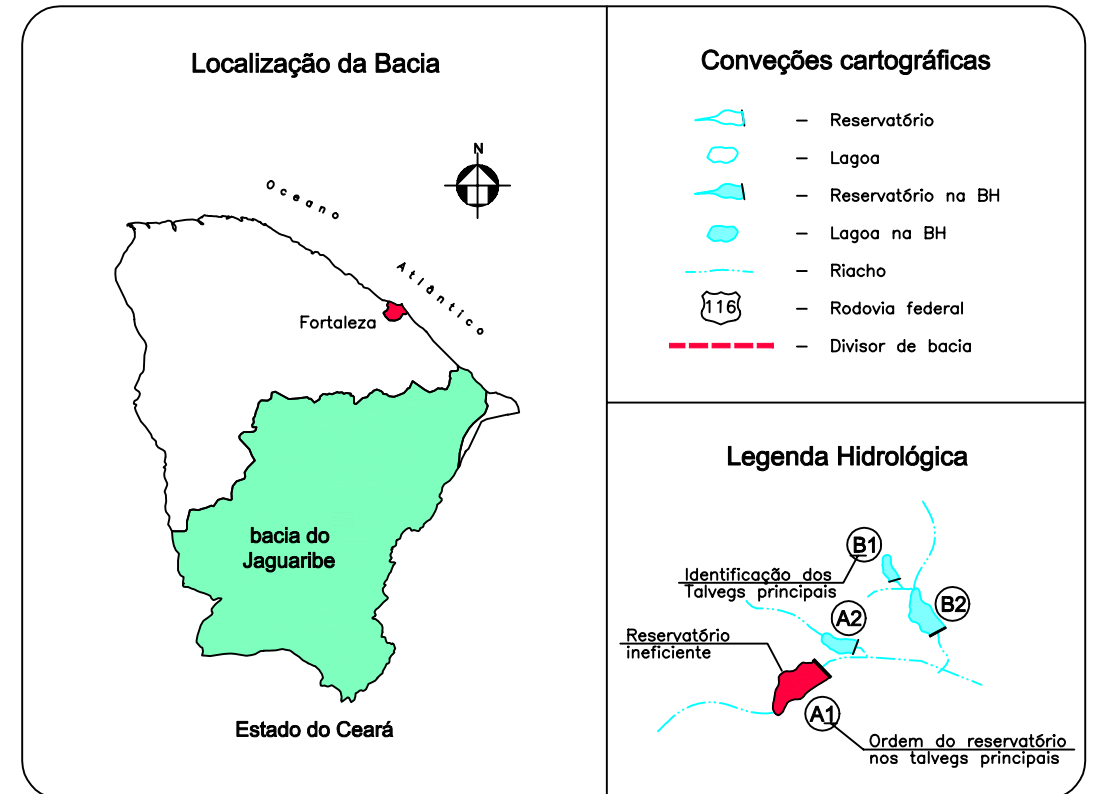 Localização da Bacia
N
Oceano
Atlântico
Fortaleza
bacia do
Jaguaribe
Estado do Ceará
Conveções cartográficas
– Reservatório
– Lagoa
– Reservatório na BH
– Lagoa na BH
– Riacho
116 – Rodovia federal
– Divisor de bacia
Legenda Hidrológica
B1
Identificação dos
Talvegs principais
B2
A2
Reservatório
ineficiente
A1
Ordem do reservatório
nos talvegs principais